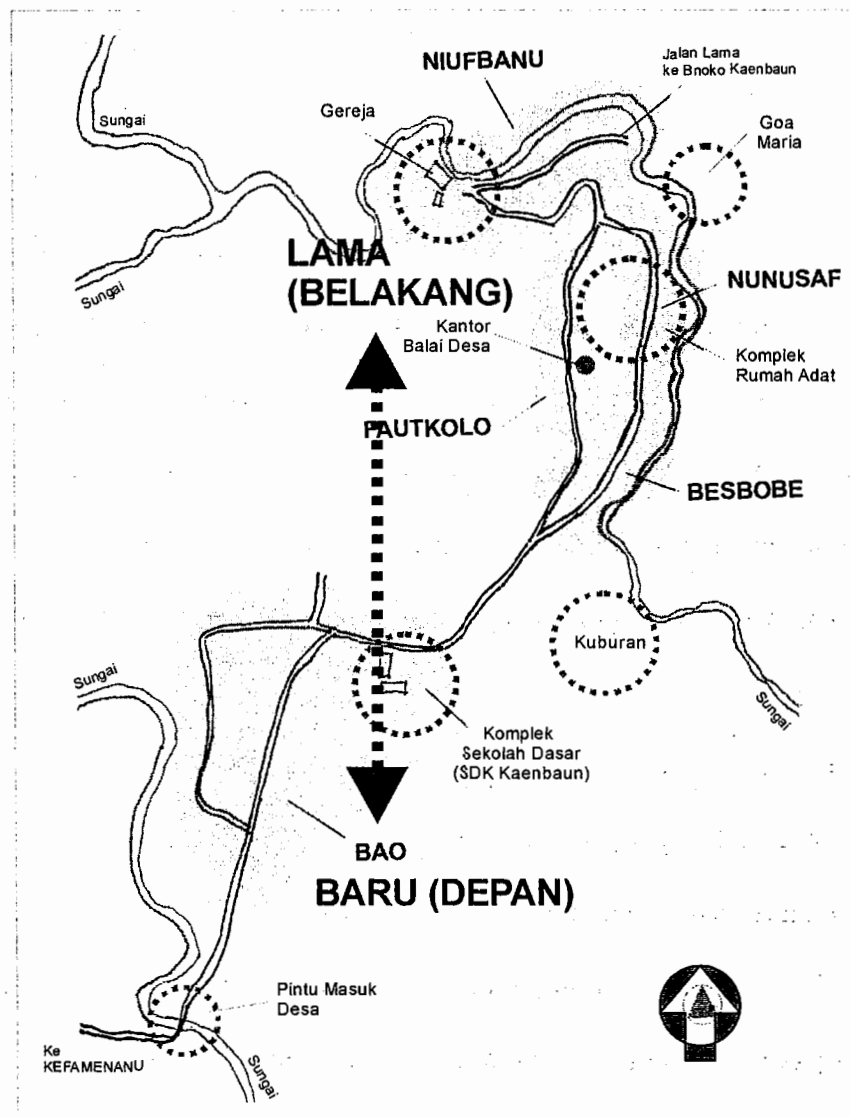 NIUFBANU
Jalan Lama
ke Bnoko Kaenbaun
Gereja
Sungai
Goa
Maria
LAMA
(BELAKANG)
Sungai
NUNUSAF
Kantor
Balai Desa
Komplek
Rumah Adat
FAUTKOLO
BESBOBE
Kuburan
Sungai
Sungai
Komplek
Sekolah Dasar
(SDK Kaenbaun)
BAO
BARU (DEPAN)
Pintu Masuk
Desa
Ke
KEFAMENANU
Sungai